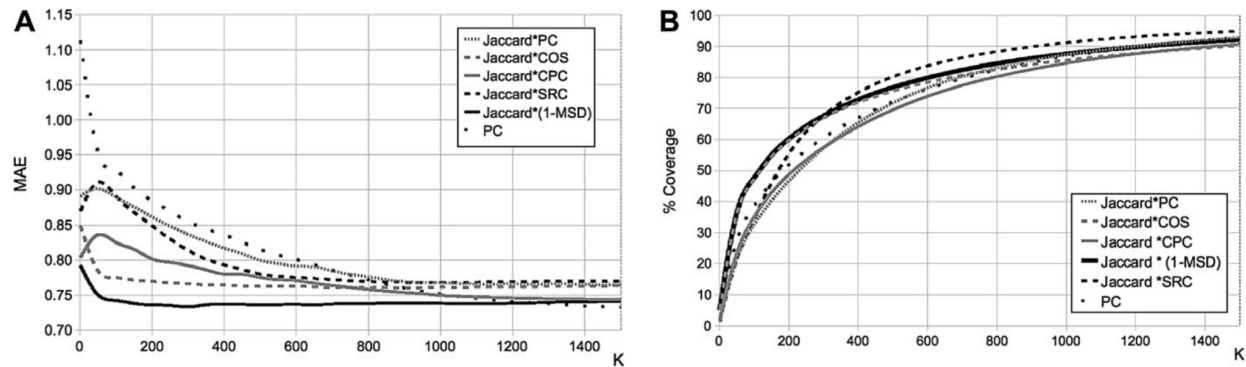 A
1.15
1.10
1.05
1.00
0.95
0.90
0.85
0.80
0.75
0.70
MAE
0 200 400 600 800 1000 1200 1400
K
Jaccard*PC
Jaccard*COS
Jaccard*CPC
Jaccard*SRC
Jaccard*(1-MSD)
PC
B
100
90
80
70
60
50
40
30
20
10
0
% Coverage
0 200 400 600 800 1000 1200 1400
K
Jaccard*PC
Jaccard*COS
Jaccard *CPC
Jaccard * (1-MSD)
Jaccard *SRC
PC